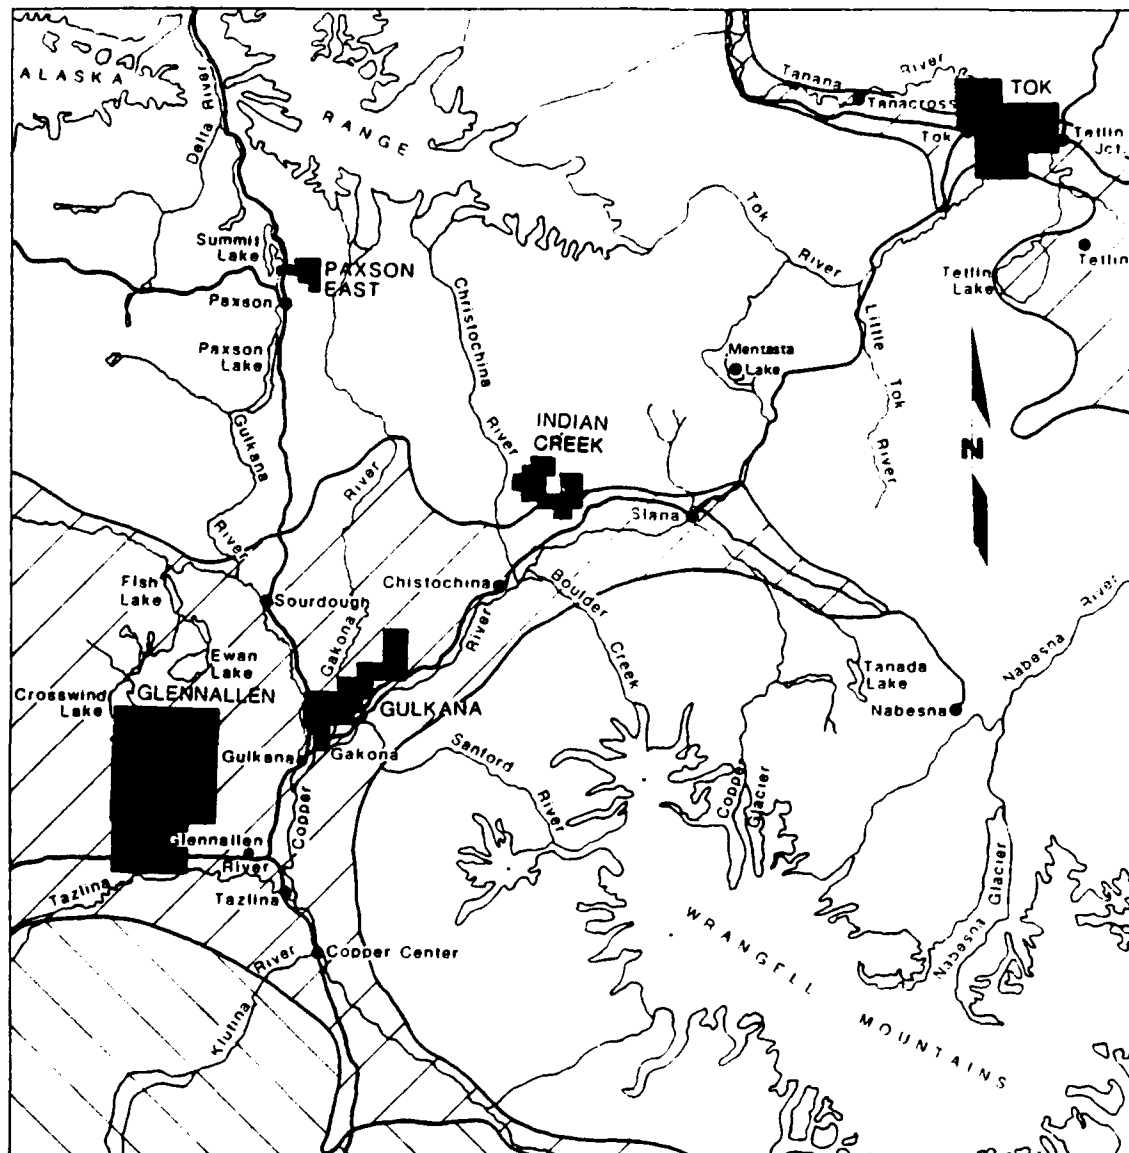 ALASKA
RANGE
Delta River
Tanana
River
Tanacross
TOK
Tok
Tetlin
Jct.
Summit
Lake
PAXSON
EAST
Paxson
Paxson
Lake
Christochina
River
Tok
River
Tetlin
Lake
Tetlin
Little
Tok
River
Mentasta
Lake
Gulkana
River
INDIAN
CREEK
River
Gakona
N
Slana
Fish
Lake
Sourdough
Chistochina
River
Boulder
Creek
Ewan
Lake
Crosswind
Lake
GLENNALLEN
GULKANA
Tanada
Lake
Nabesna
Nabesna
River
Gulkana
Gakona
Sanford
River
Copper
Glacier
Copper
River
Glennallen
Tazlina
Tazlina
Nabesna
Glacier
WRANGELL
MOUNTAINS
River
Copper Center
Klutina